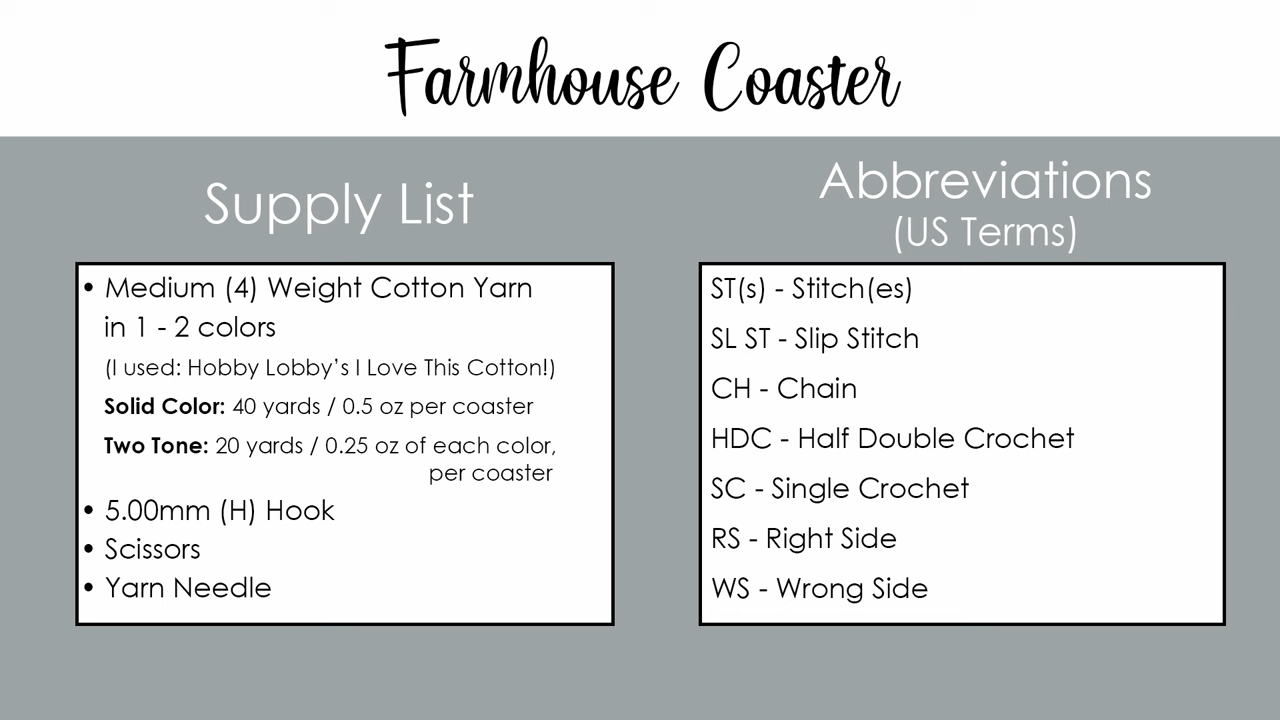 Farmhouse Coaster
Supply List
• Medium (4) Weight Cotton Yarn
in 1 - 2 colors
(I used: Hobby Lobby’s I Love This Cotton!)
Solid Color: 40 yards / 0.5 oz per coaster
Two Tone: 20 yards / 0.25 oz of each color,
per coaster
• 5.00mm (H) Hook
• Scissors
• Yarn Needle
Abbreviations
(US Terms)
ST(s) - Stitch(es)
SL ST - Slip Stitch
CH - Chain
HDC - Half Double Crochet
SC - Single Crochet
RS - Right Side
WS - Wrong Side